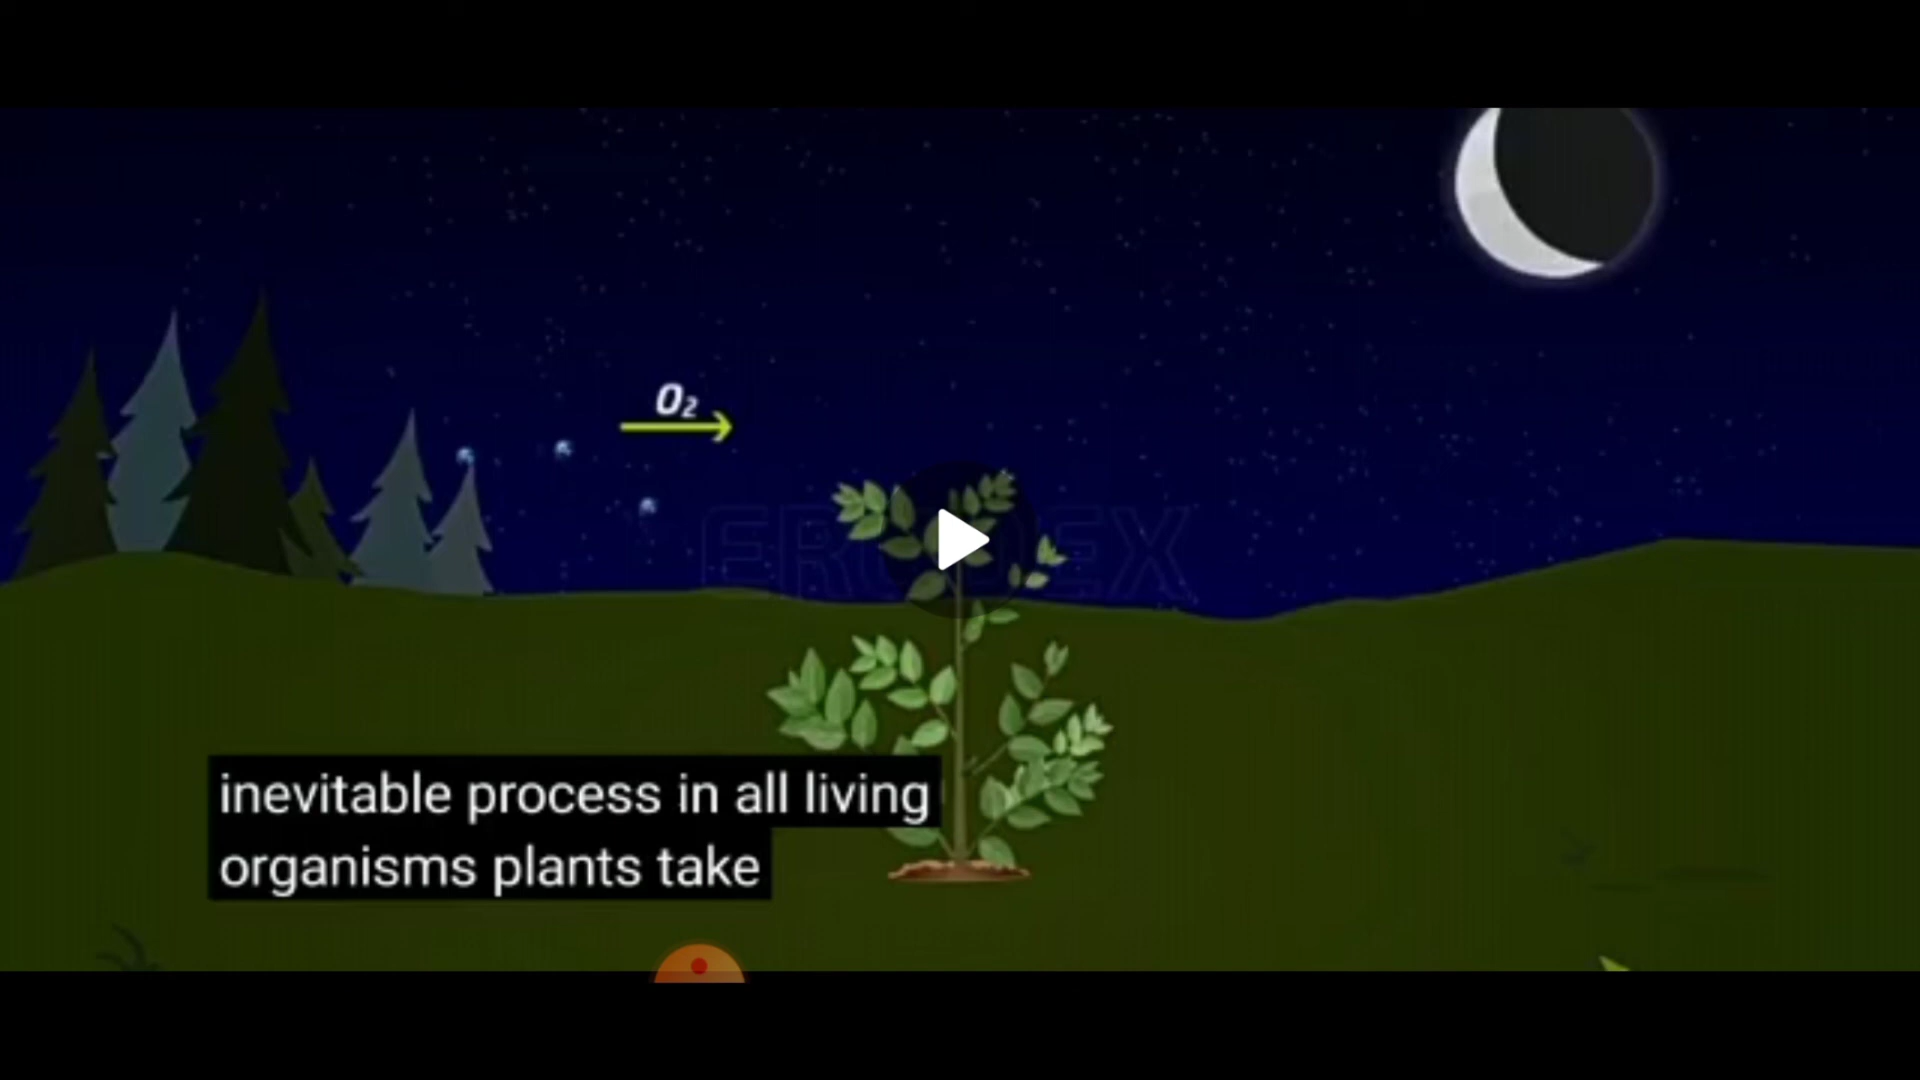 O₂
inevitable process in all living
organisms plants take